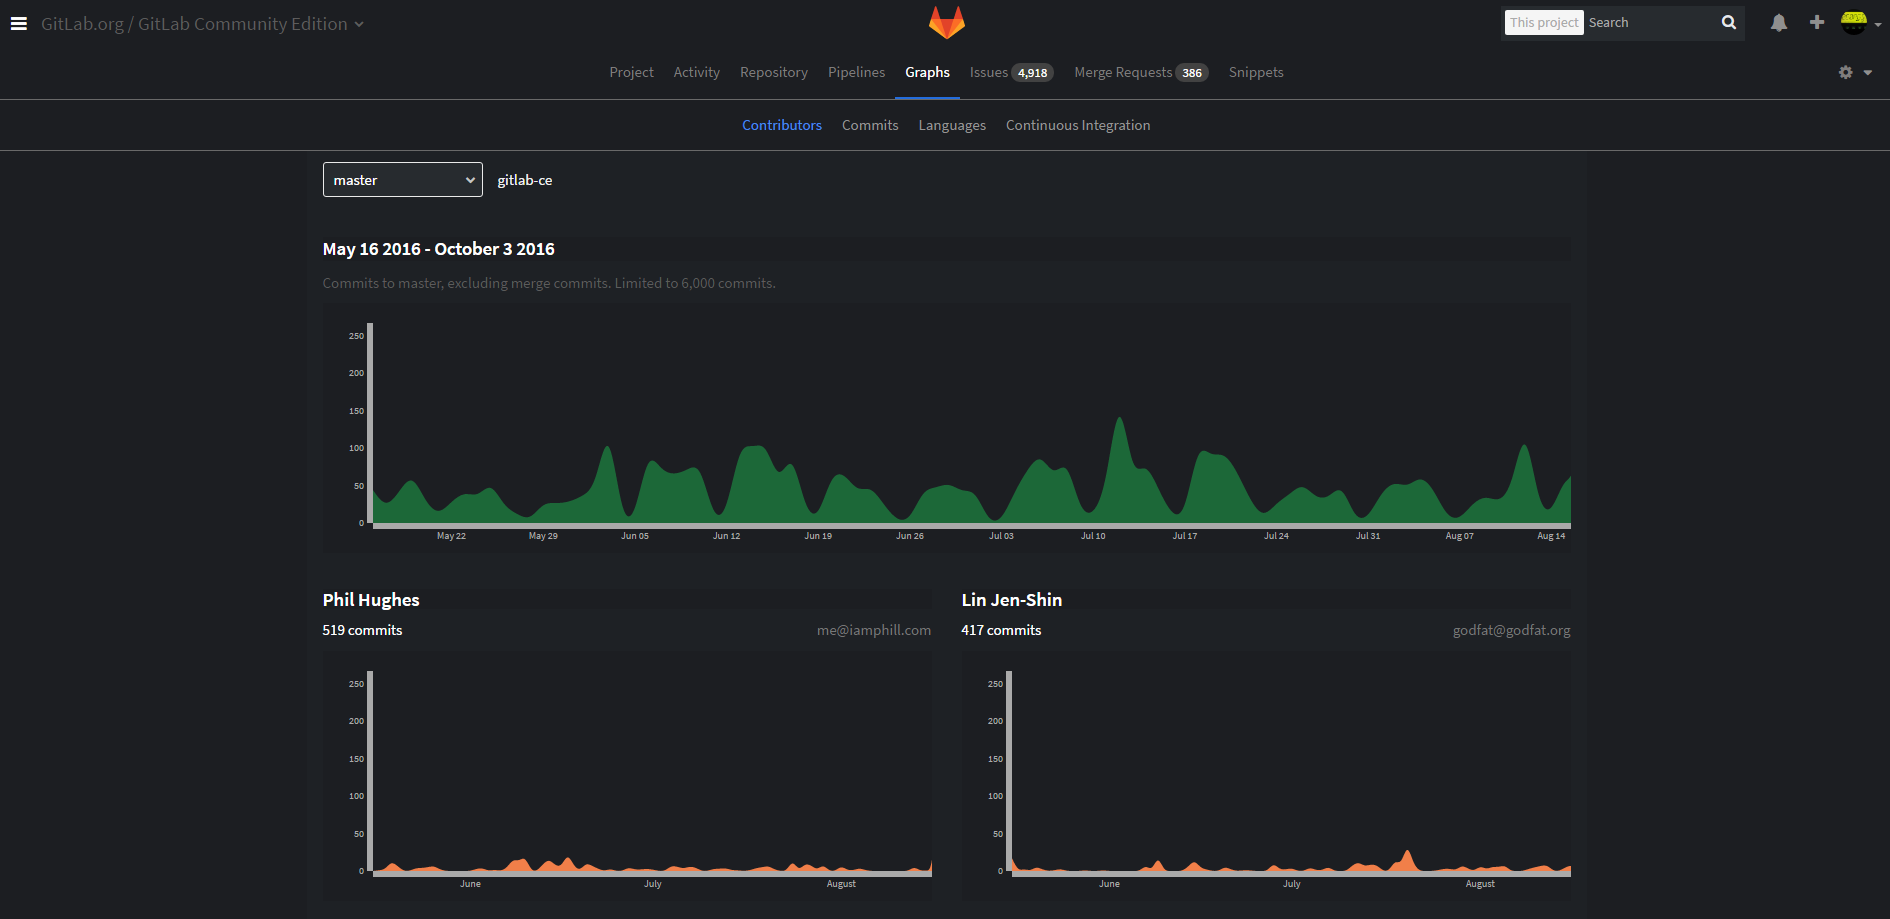 GitLab.org / GitLab Community Edition
This project Search
Project Activity Repository Pipelines Graphs Issues 4,918 Merge Requests 386 Snippets
Contributors Commits Languages Continuous Integration
master gitlab-ce
May 16 2016 - October 3 2016
Commits to master, excluding merge commits. Limited to 6,000 commits.
250
200
150
100
50
0
May 22 May 29 Jun 05 Jun 12 Jun 19 Jun 26 Jul 03 Jul 10 Jul 17 Jul 24 Jul 31 Aug 07 Aug 14
Phil Hughes
519 commits me@iamphill.com
250
200
150
100
50
0
June July August
Lin Jen-Shin
417 commits godfat@godfat.org
250
200
150
100
50
0
June July August